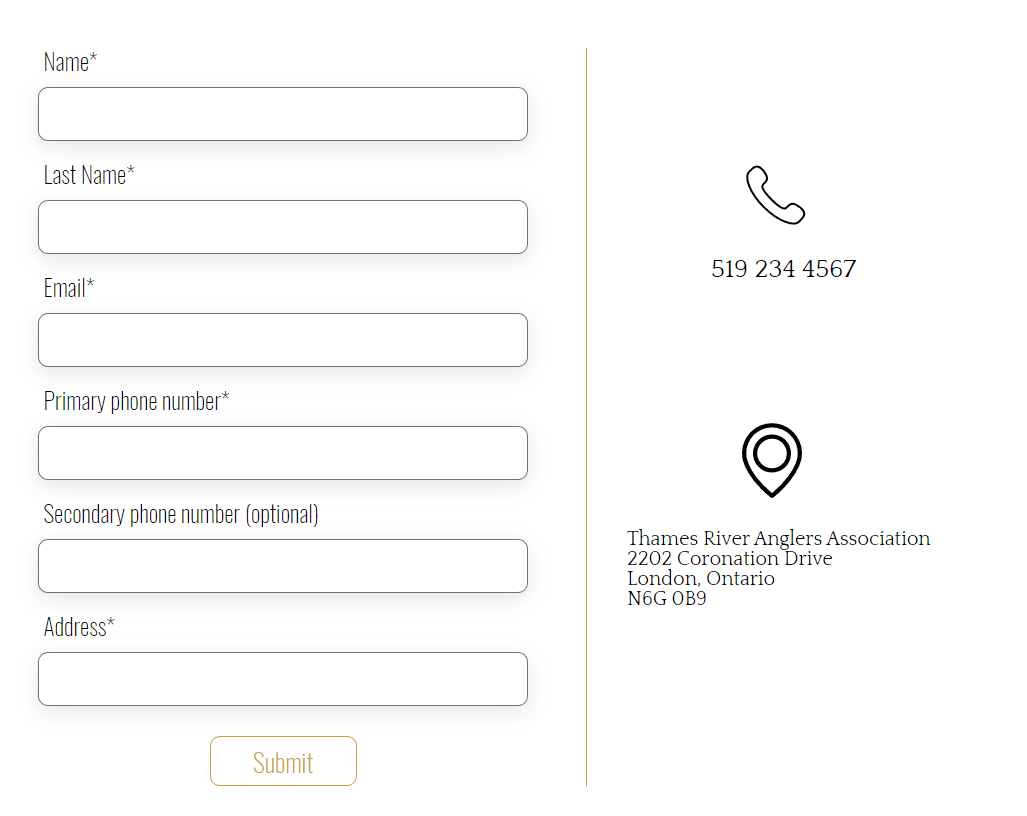 Name*
Last Name*
Email*
Primary phone number*
Secondary phone number (optional)
Address*
Submit
519 234 4567
Thames River Anglers Association
2202 Coronation Drive
London, Ontario
N6G 0B9